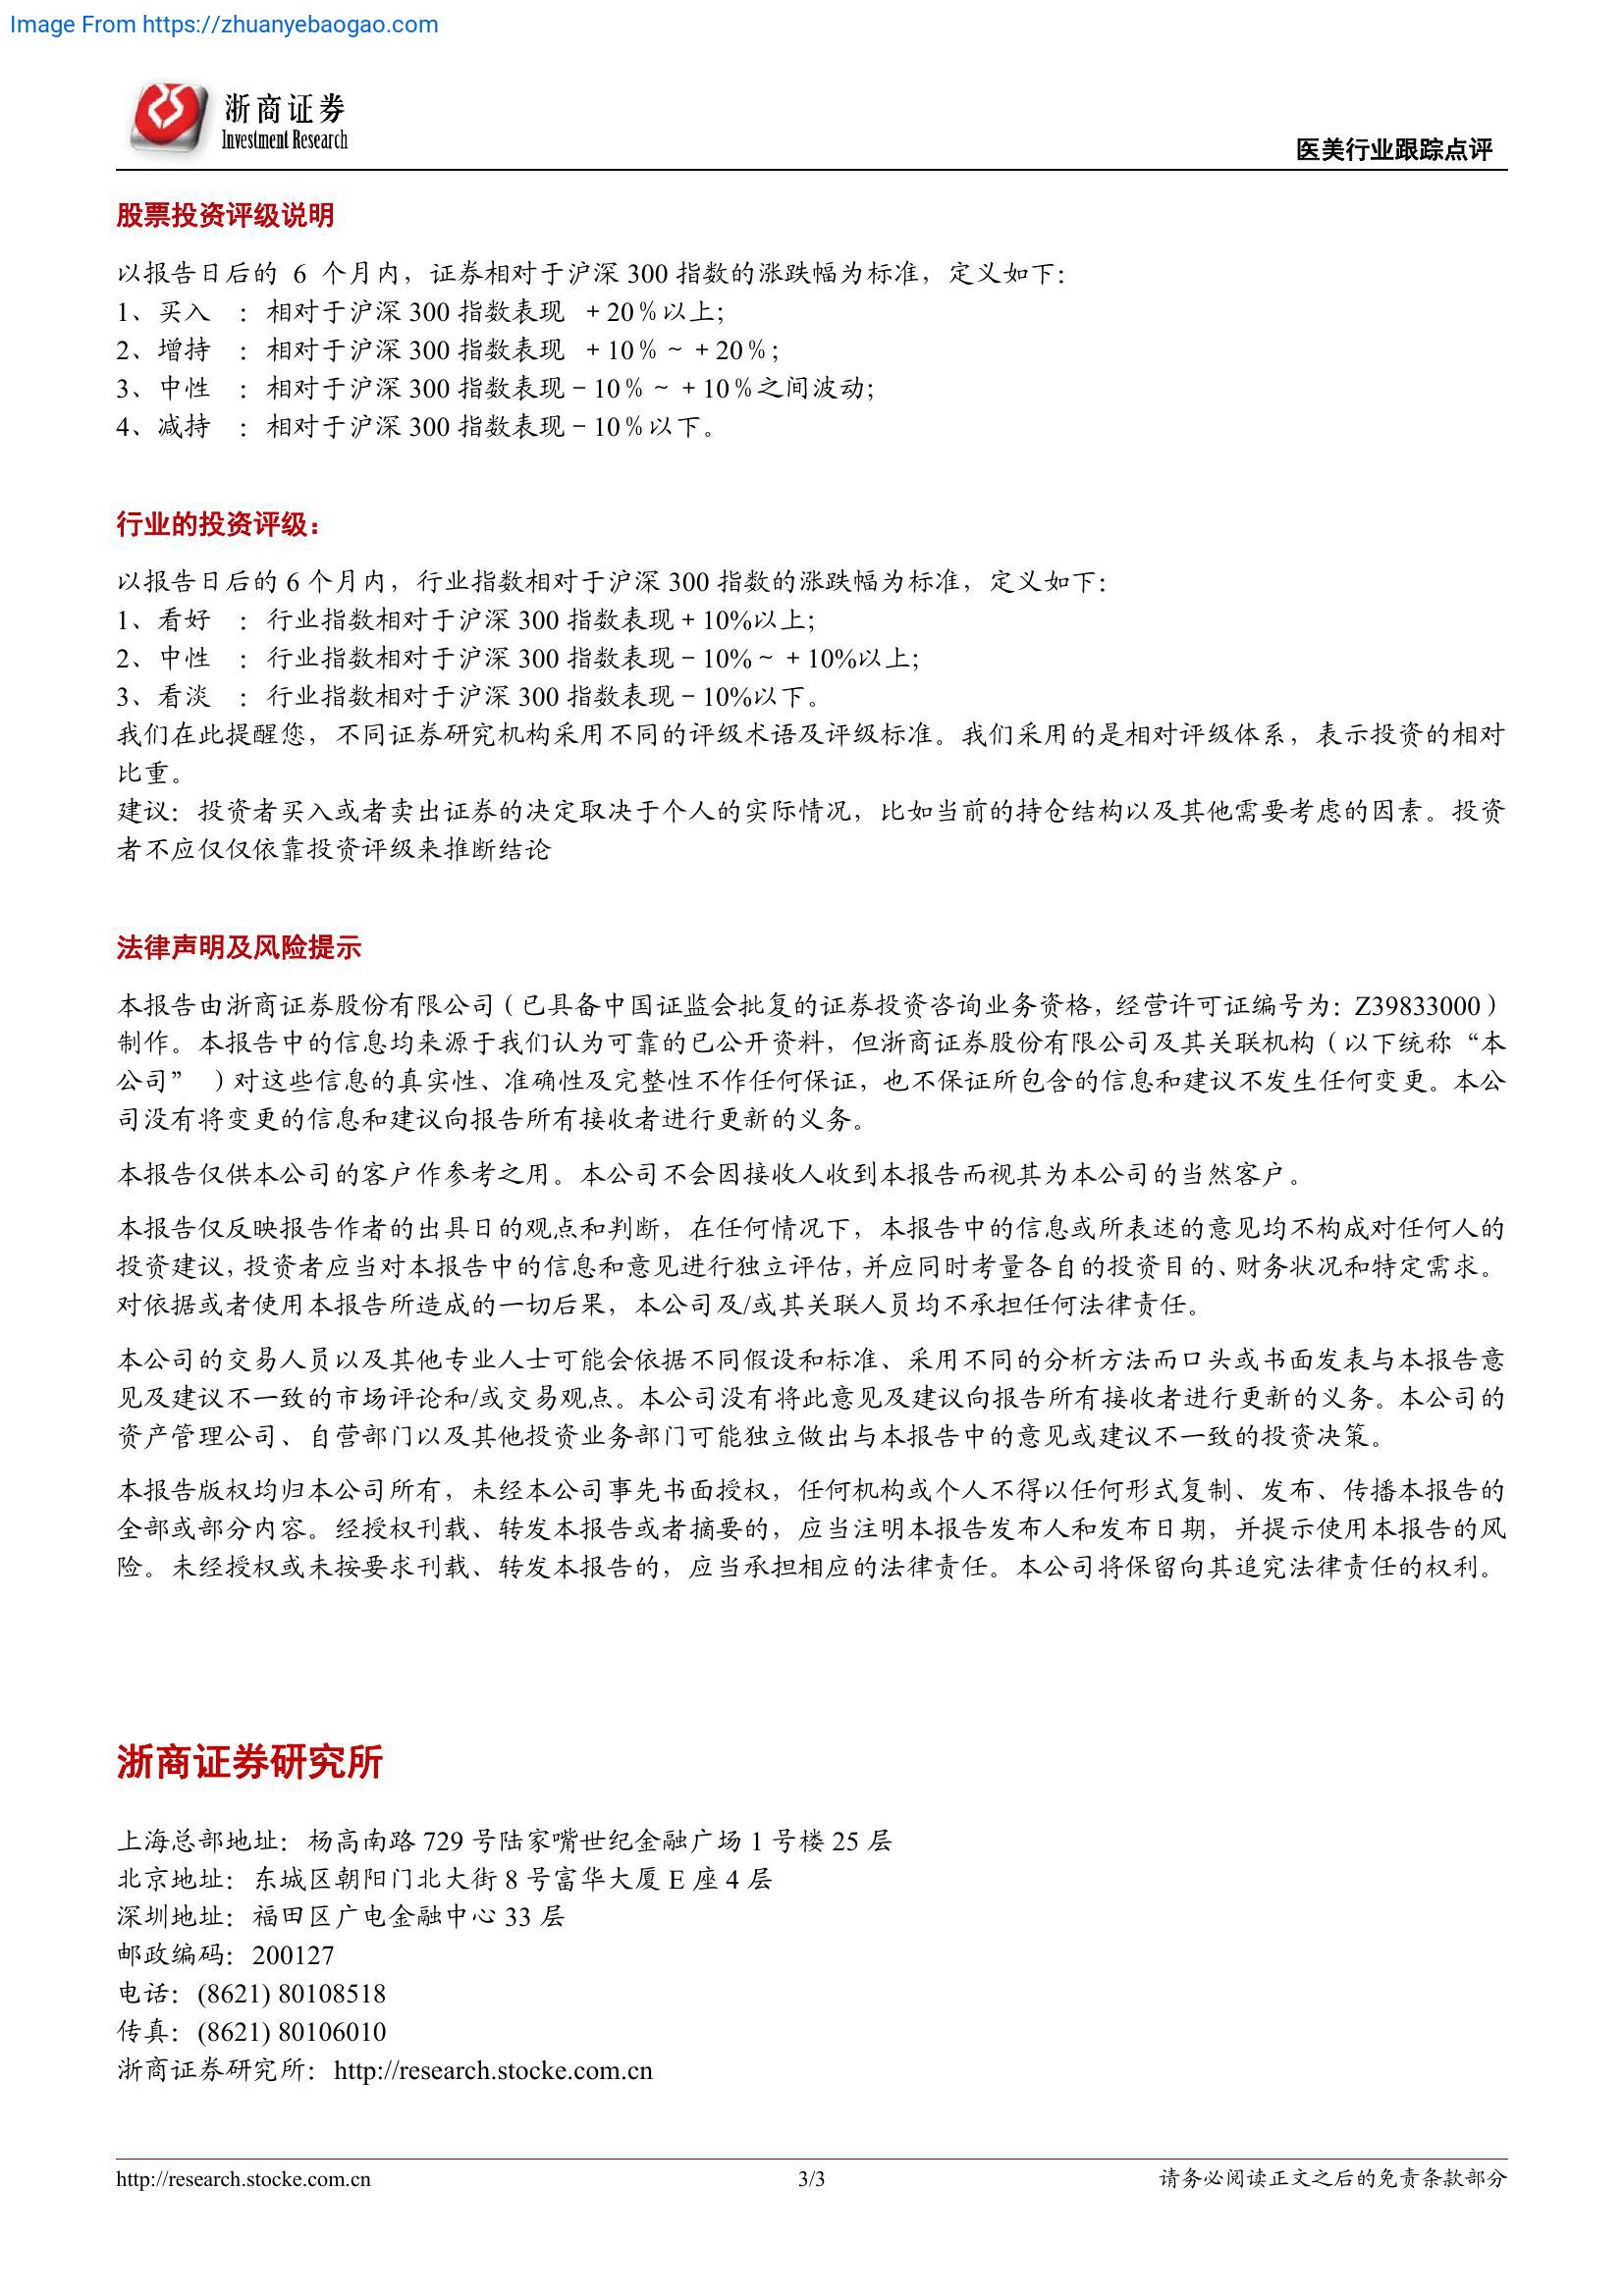 Image From https://zhuanyebaogao.com
浙商证券
Investment Research
医美行业跟踪点评
股票投资评级说明
以报告日后的 6 个月内，证券相对于沪深 300 指数的涨跌幅为标准，定义如下：
1、买入 ：相对于沪深 300 指数表现 ＋20％以上；
2、增持 ：相对于沪深 300 指数表现 ＋10％～＋20％；
3、中性 ：相对于沪深 300 指数表现－10％～＋10％之间波动；
4、减持 ：相对于沪深 300 指数表现－10％以下。
行业的投资评级：
以报告日后的 6 个月内，行业指数相对于沪深 300 指数的涨跌幅为标准，定义如下：
1、看好 ：行业指数相对于沪深 300 指数表现＋10%以上；
2、中性 ：行业指数相对于沪深 300 指数表现－10%～＋10%以上；
3、看淡 ：行业指数相对于沪深 300 指数表现－10%以下。
我们在此提醒您，不同证券研究机构采用不同的评级术语及评级标准。我们采用的是相对评级体系，表示投资的相对
比重。
建议：投资者买入或者卖出证券的决定取决于个人的实际情况，比如当前的持仓结构以及其他需要考虑的因素。投资
者不应仅仅依靠投资评级来推断结论
法律声明及风险提示
本报告由浙商证券股份有限公司（已具备中国证监会批复的证券投资咨询业务资格，经营许可证编号为：Z39833000）
制作。本报告中的信息均来源于我们认为可靠的已公开资料，但浙商证券股份有限公司及其关联机构（以下统称“本
公司” ）对这些信息的真实性、准确性及完整性不作任何保证，也不保证所包含的信息和建议不发生任何变更。本公
司没有将变更的信息和建议向报告所有接收者进行更新的义务。
本报告仅供本公司的客户作参考之用。本公司不会因接收人收到本报告而视其为本公司的当然客户。
本报告仅反映报告作者的出具日的观点和判断，在任何情况下，本报告中的信息或所表述的意见均不构成对任何人的
投资建议，投资者应当对本报告中的信息和意见进行独立评估，并应同时考量各自的投资目的、财务状况和特定需求。
对依据或者使用本报告所造成的一切后果，本公司及/或其关联人员均不承担任何法律责任。
本公司的交易人员以及其他专业人士可能会依据不同假设和标准、采用不同的分析方法而口头或书面发表与本报告意
见及建议不一致的市场评论和/或交易观点。本公司没有将此意见及建议向报告所有接收者进行更新的义务。本公司的
资产管理公司、自营部门以及其他投资业务部门可能独立做出与本报告中的意见或建议不一致的投资决策。
本报告版权均归本公司所有，未经本公司事先书面授权，任何机构或个人不得以任何形式复制、发布、传播本报告的
全部或部分内容。经授权刊载、转发本报告或者摘要的，应当注明本报告发布人和发布日期，并提示使用本报告的风
险。未经授权或未按要求刊载、转发本报告的，应当承担相应的法律责任。本公司将保留向其追究法律责任的权利。
浙商证券研究所
上海总部地址：杨高南路 729 号陆家嘴世纪金融广场 1 号楼 25 层
北京地址：东城区朝阳门北大街 8 号富华大厦 E 座 4 层
深圳地址：福田区广电金融中心 33 层
邮政编码：200127
电话：(8621) 80108518
传真：(8621) 80106010
浙商证券研究所：http://research.stocke.com.cn
http://research.stocke.com.cn
3/3
请务必阅读正文之后的免责条款部分